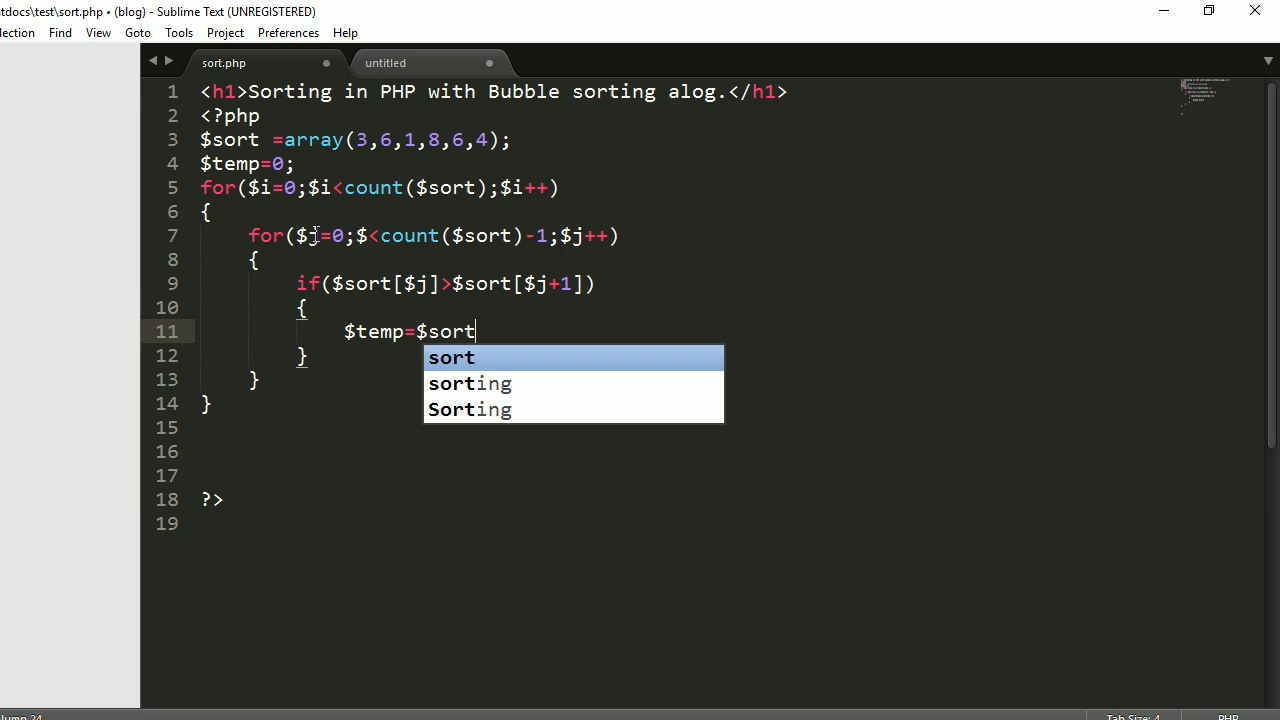 tdocs\test\sort.php • (blog) - Sublime Text (UNREGISTERED)
lection Find View Goto Tools Project Preferences Help
sort.php untitled
1 <h1>Sorting in PHP with Bubble sorting alog.</h1>
2 <?php
3 $sort =array(3,6,1,8,6,4);
4 $temp=0;
5 for($i=0;$i<count($sort);$i++)
6 {
7 for($j=0;$<count($sort)-1;$j++)
8 {
9 if($sort[$j]>$sort[$j+1])
10 {
11 $temp=$sort
sort
12 }
sorting
13 }
Sorting
14 }
15
16
17
18 ?>
19
lumn 24 Tab Size: 4 PHP